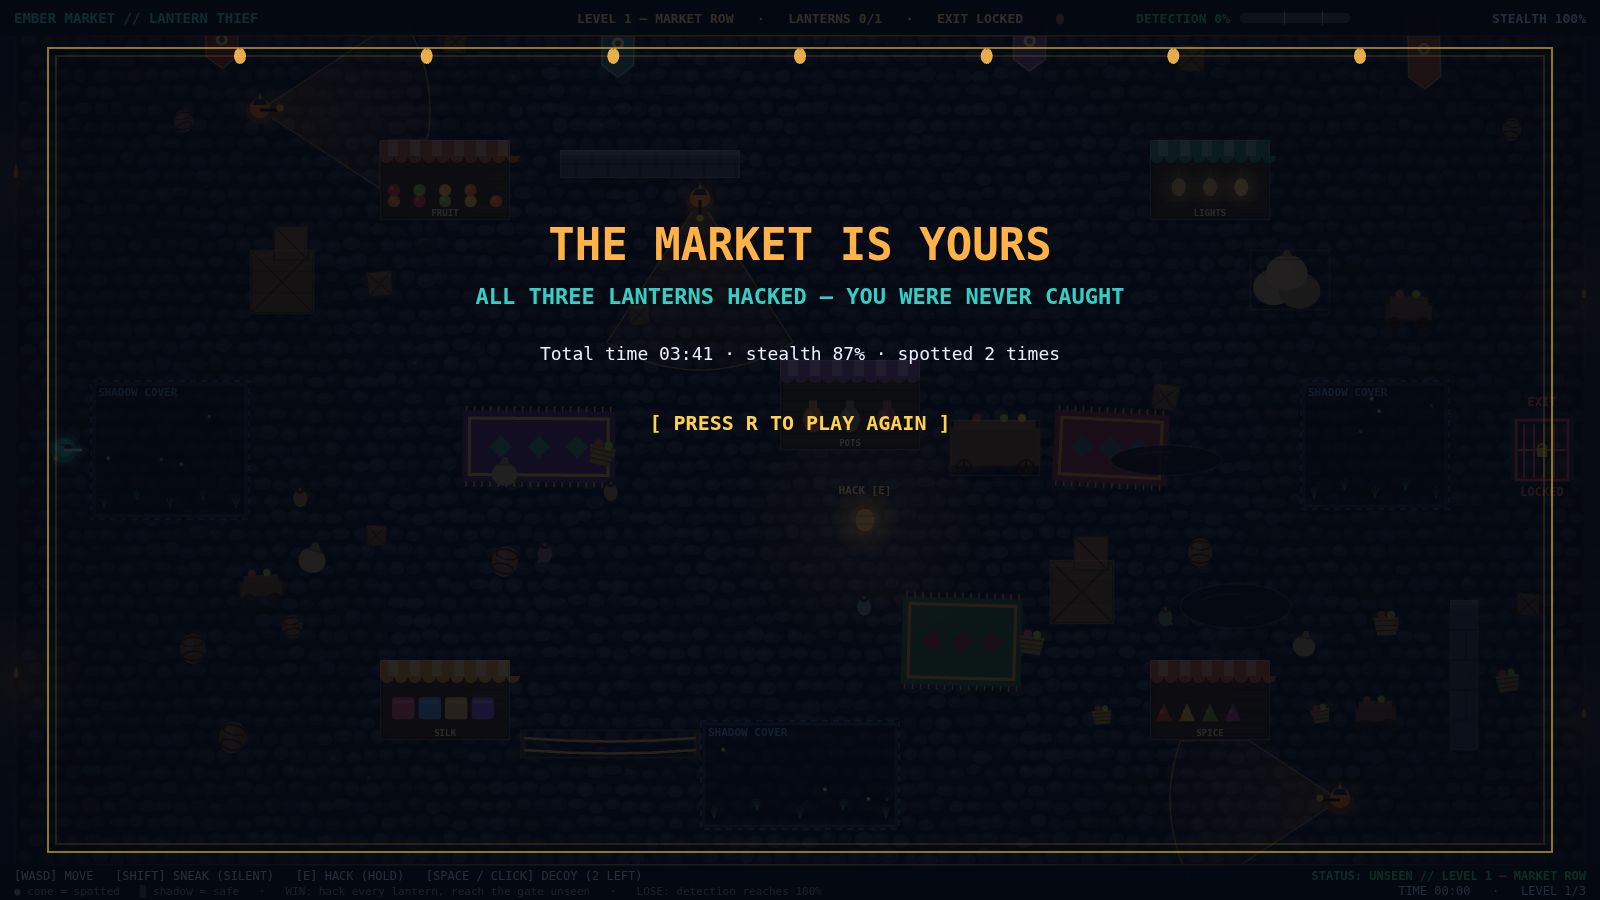 EMBER MARKET // LANTERN THIEF
LEVEL 1 — MARKET ROW · LANTERNS 0/1 · EXIT LOCKED
DETECTION 0%
STEALTH 100%
FRUIT
LIGHTS
THE MARKET IS YOURS
ALL THREE LANTERNS HACKED — YOU WERE NEVER CAUGHT
Total time 03:41 · stealth 87% · spotted 2 times
SHADOW COVER
SHADOW COVER
EXIT
[ PRESS R TO PLAY AGAIN ]
POTS
HACK [E]
LOCKED
SILK
SHADOW COVER
SPICE
[WASD] MOVE [SHIFT] SNEAK (SILENT) [E] HACK (HOLD) [SPACE / CLICK] DECOY (2 LEFT)
STATUS: UNSEEN // LEVEL 1 — MARKET ROW
● cone = spotted █ shadow = safe · WIN: hack every lantern, reach the gate unseen · LOSE: detection reaches 100%
TIME 00:00 · LEVEL 1/3